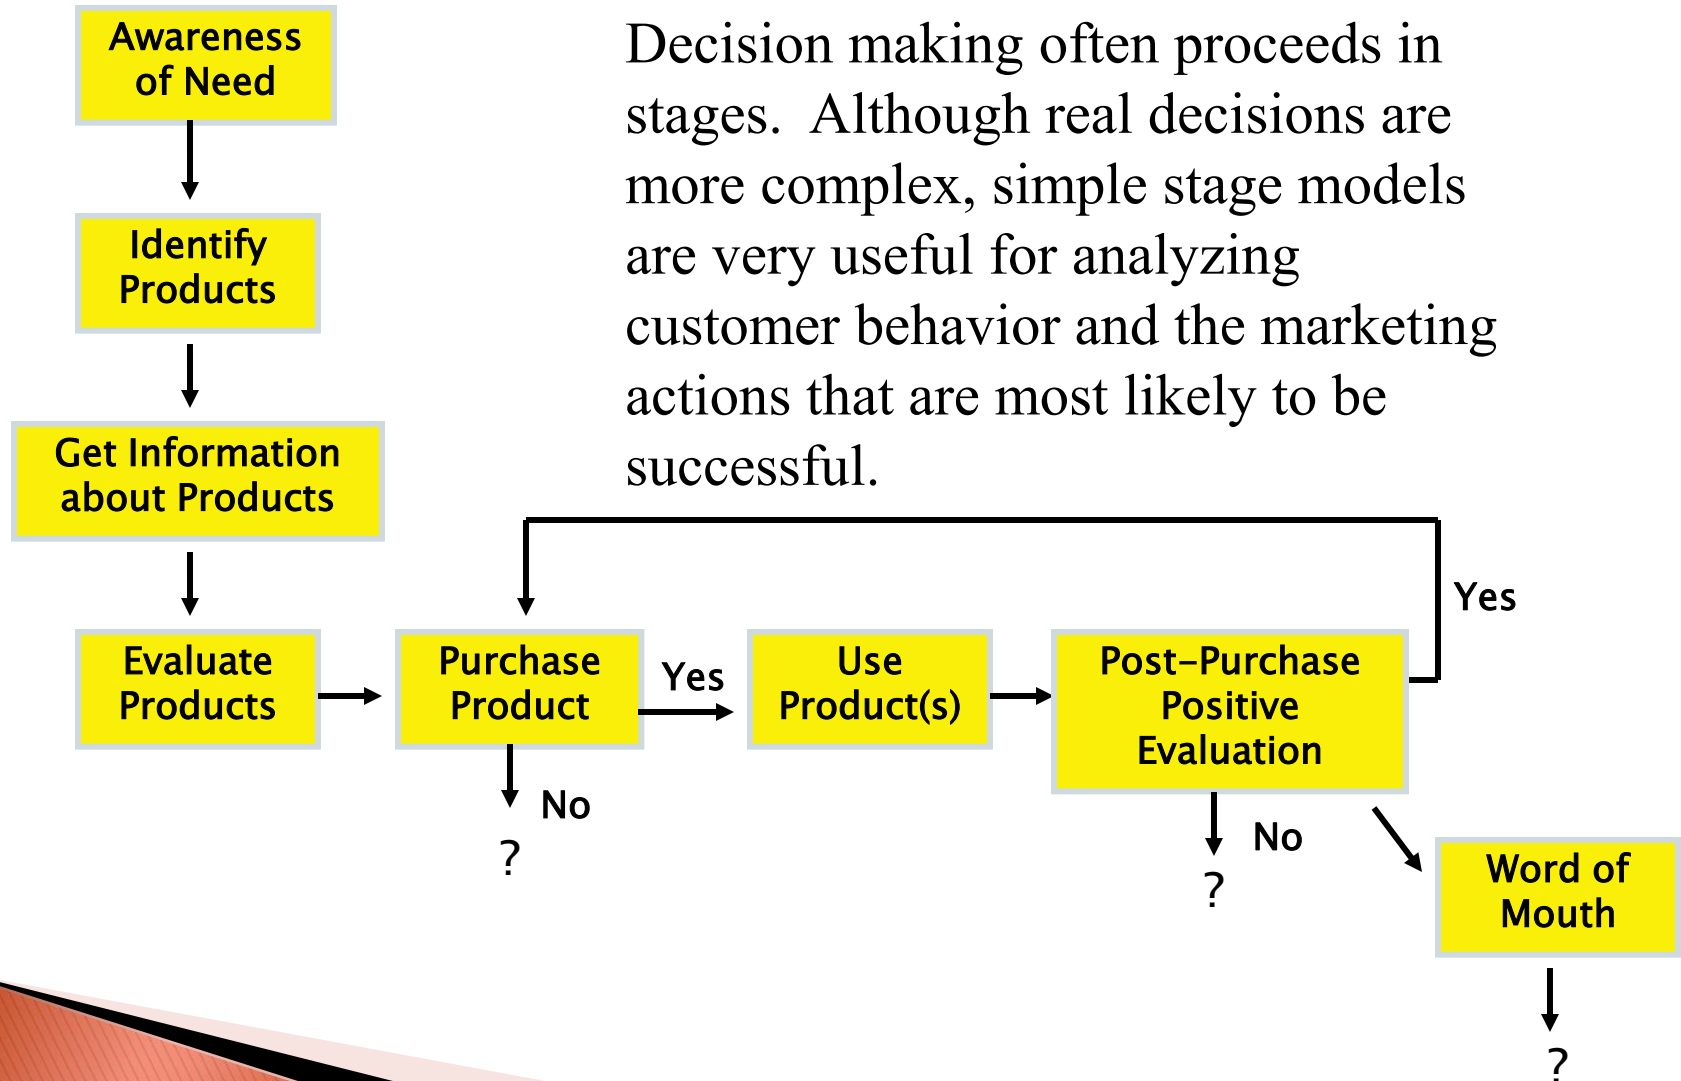 Awareness
of Need
Decision making often proceeds in
stages.  Although real decisions are
more complex, simple stage models
are very useful for analyzing
customer behavior and the marketing
actions that are most likely to be
successful.
Identify
Products
Get Information
about Products
Evaluate
Products
Purchase
Product
Yes
Use
Product(s)
Post-Purchase
Positive
Evaluation
Yes
No
?
No
?
Word of
Mouth
?